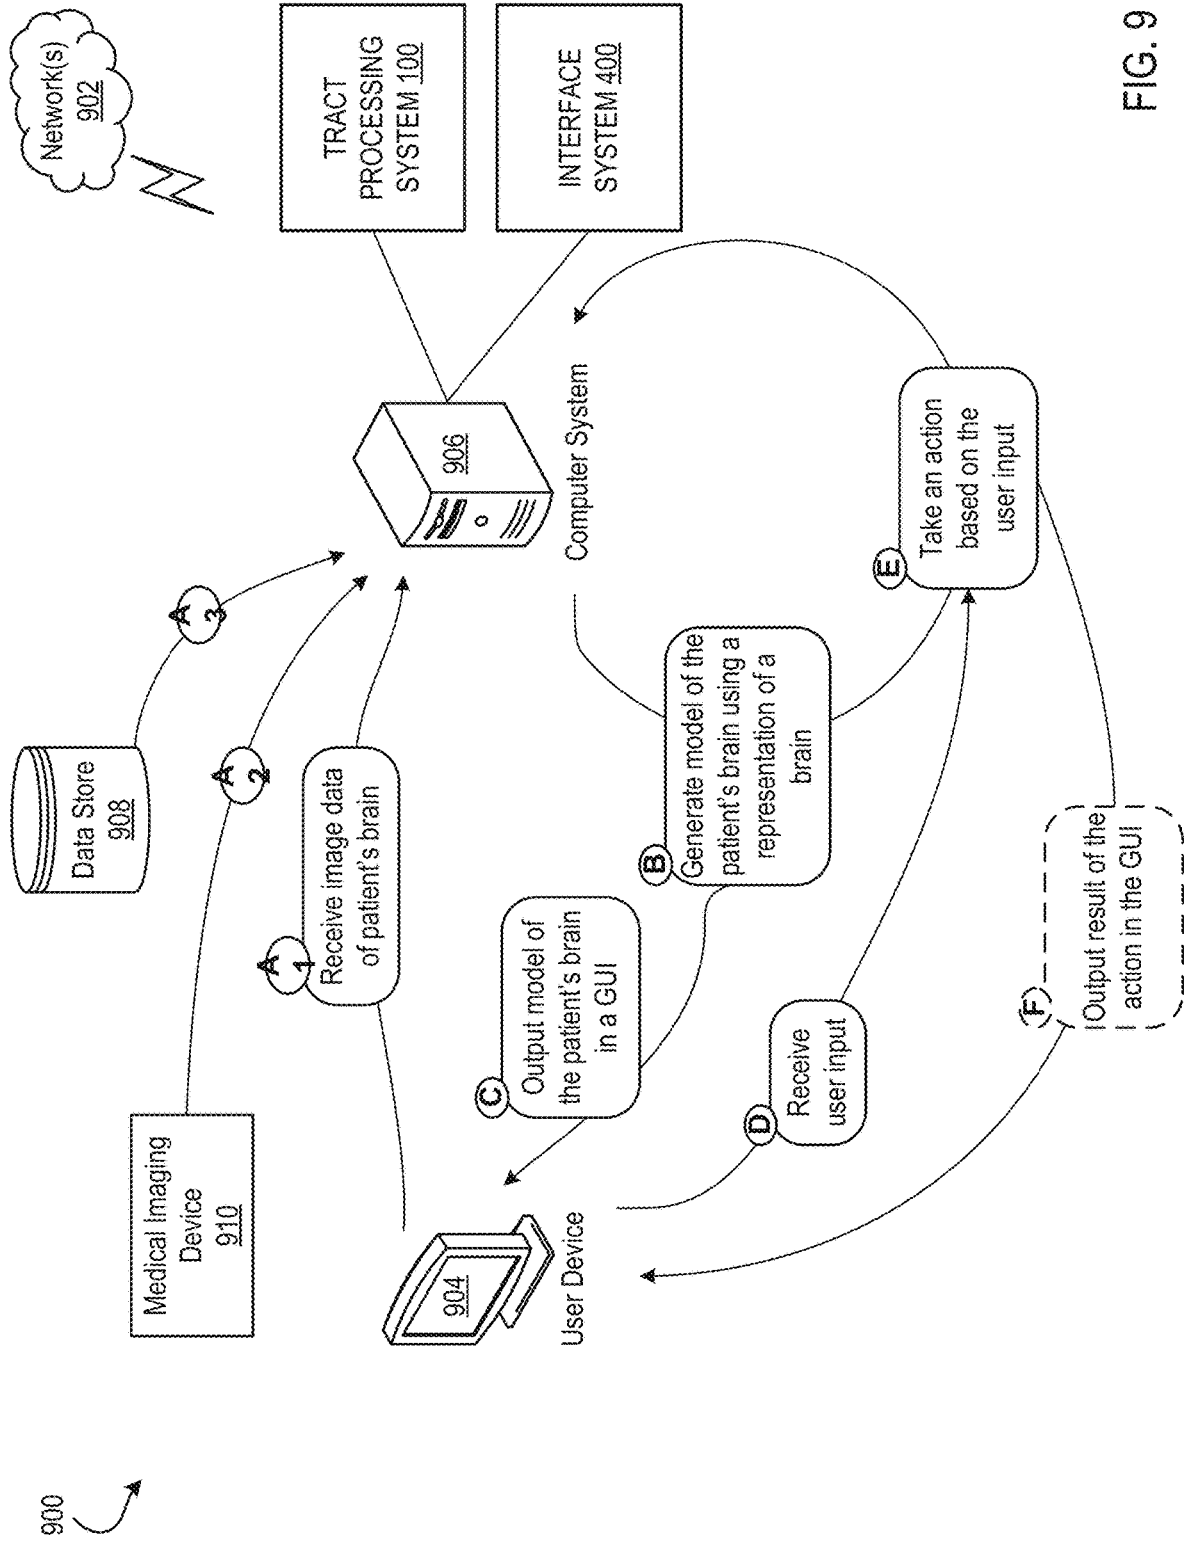 900
Network(s)
902
Data Store
908
Medical Imaging
Device
910
TRACT
PROCESSING
SYSTEM 100
INTERFACE
SYSTEM 400
A
3
A
2
A
1
Receive image data
of patient's brain
904
User Device
906
Computer System
C
Output model of
the patient's brain
in a GUI
B
Generate model of the
patient's brain using a
representation of a
brain
D
Receive
user input
E
Take an action
based on the
user input
F
Output result of the
action in the GUI
FIG. 9